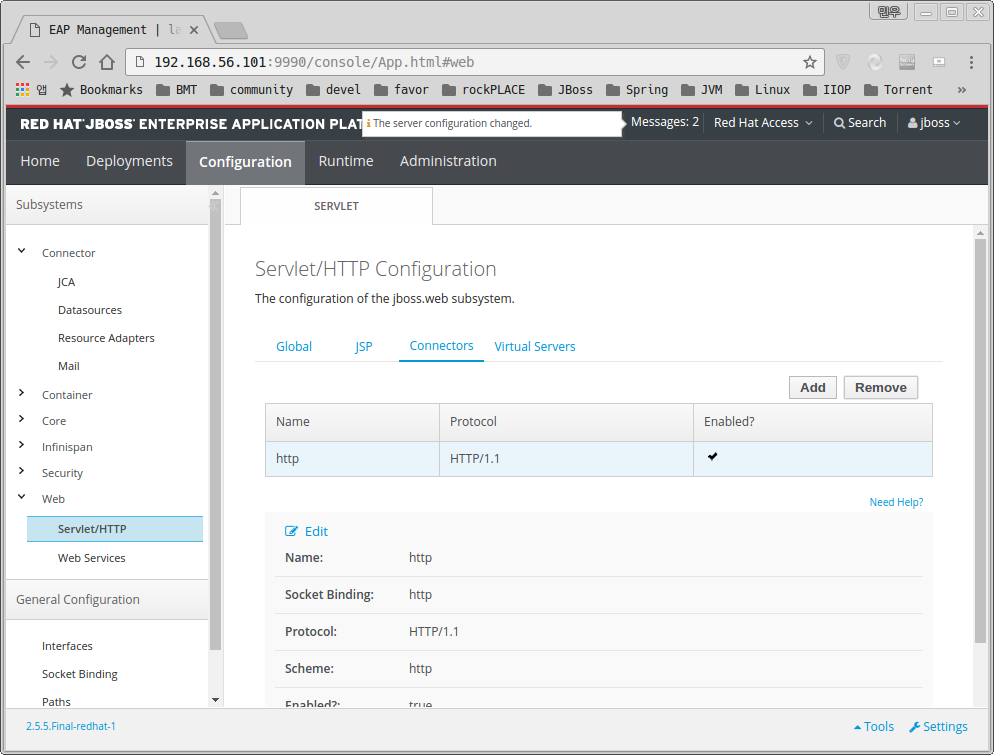 민우
EAP Management | la
192.168.56.101:9990/console/App.html#web
앱 Bookmarks BMT community devel favor rockPLACE JBoss Spring JVM Linux IIOP Torrent »
RED HAT JBOSS ENTERPRISE APPLICATION PLAT
The server configuration changed.
Messages: 2 Red Hat Access Search jboss
Home Deployments Configuration Runtime Administration
Subsystems
SERVLET
Connector
JCA
Datasources
Resource Adapters
Mail
Container
Core
Infinispan
Security
Web
Servlet/HTTP
Web Services
General Configuration
Interfaces
Socket Binding
Paths
Servlet/HTTP Configuration
The configuration of the jboss.web subsystem.
Global JSP Connectors Virtual Servers
Add Remove
Name Protocol Enabled?
http HTTP/1.1
Need Help?
Edit
Name: http
Socket Binding: http
Protocol: HTTP/1.1
Scheme: http
Enabled?: true
2.5.5.Final-redhat-1
Tools Settings